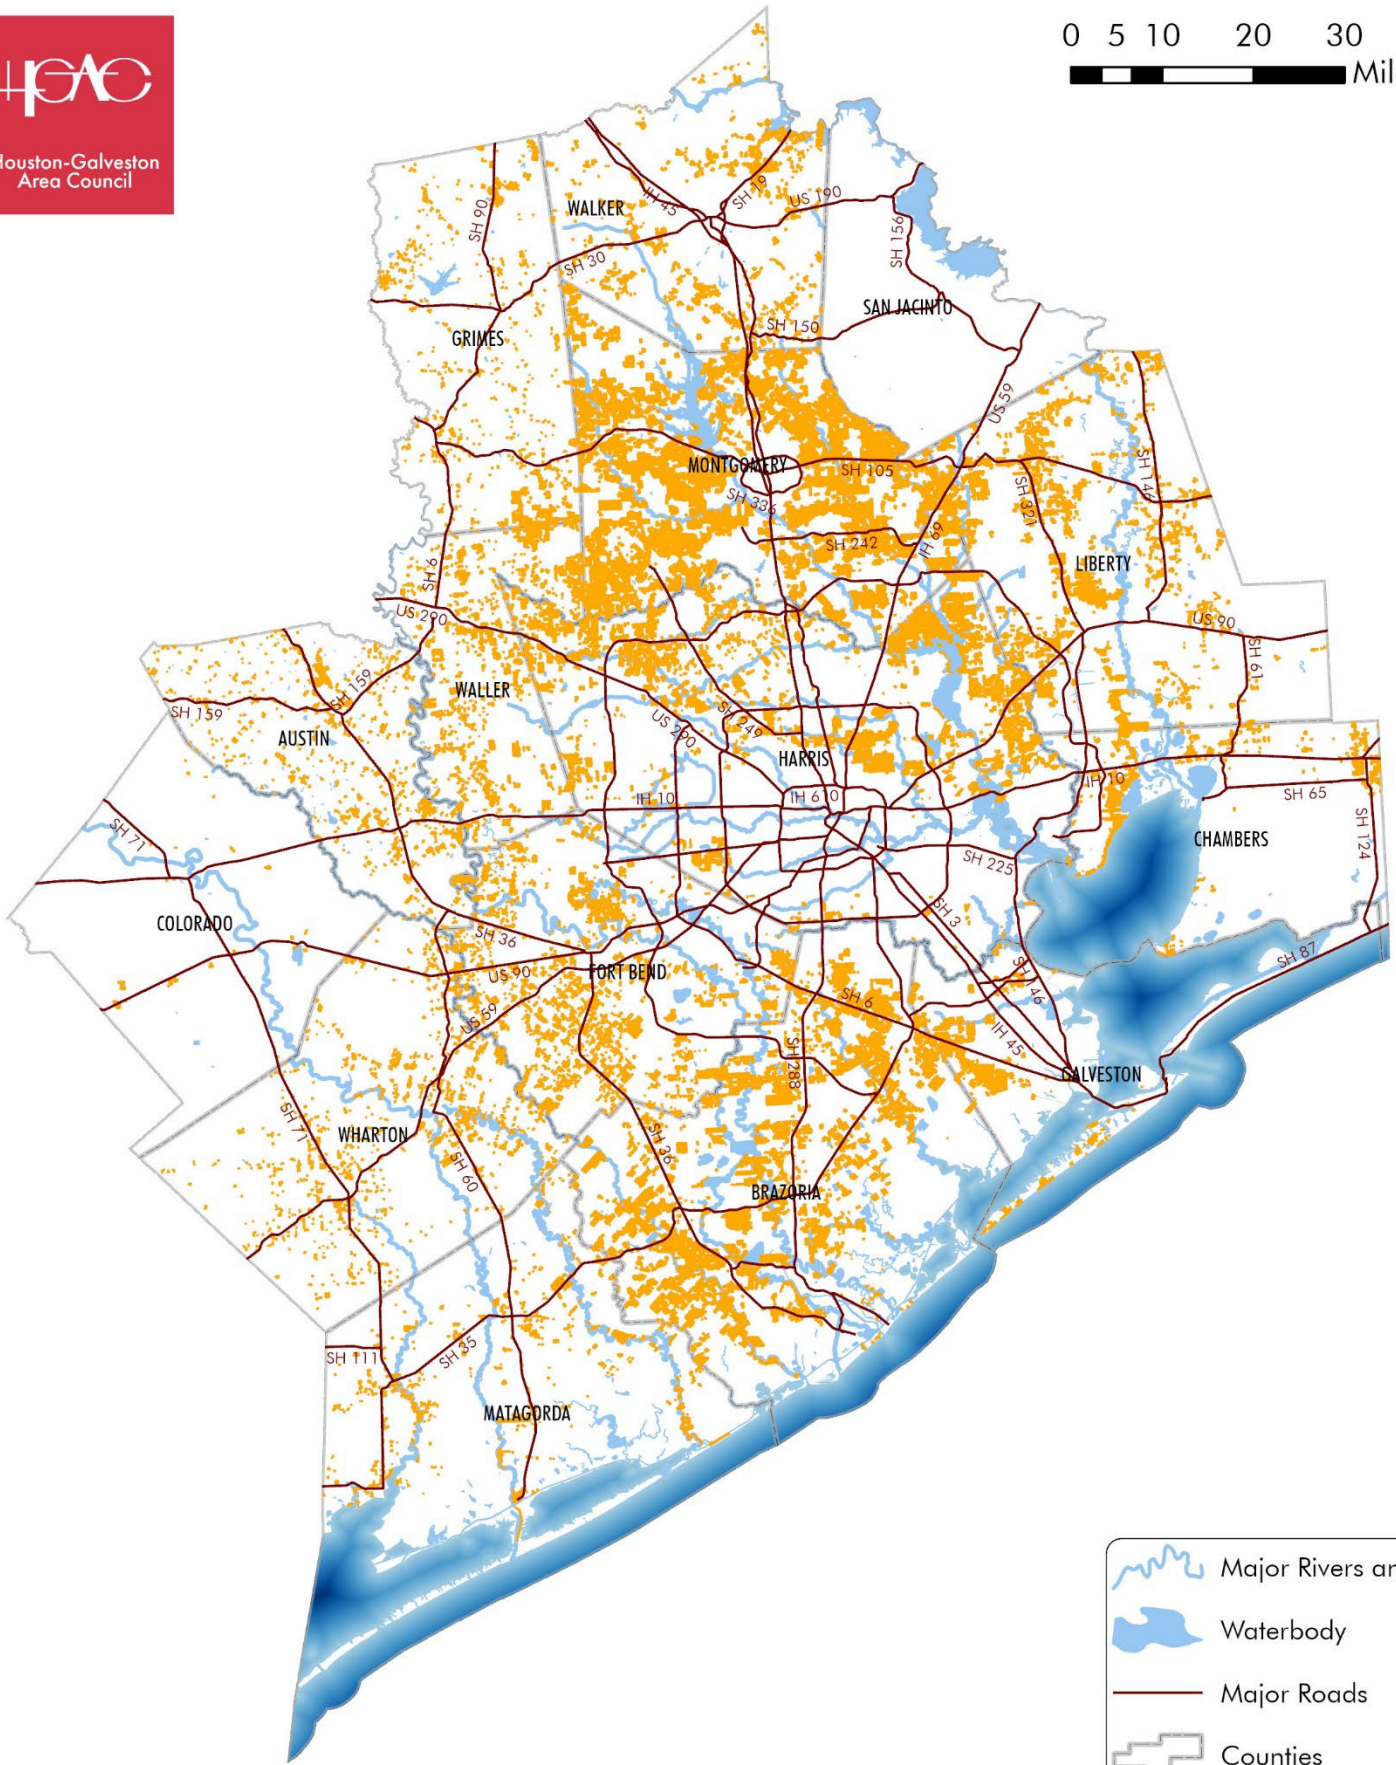 0 5 10 20 30
Mil
Houston-Galveston
Area Council
WALKER
IH 45
SH 19
US 190
SH 90
SH 156
SH 30
SAN JACINTO
SH 150
GRIMES
US 59
MONTGOMERY
SH 105
SH 146
SH 336
SH 321
SH 242
IH 69
LIBERTY
SH 6
US 290
US 90
SH 61
SH 159
WALLER
SH 159
AUSTIN
US 290
SH 249
HARRIS
IH 10
IH 10
IH 610
SH 65
SH 71
CHAMBERS
SH 124
SH 225
COLORADO
SH 3
SH 36
SH 87
US 90
FORT BEND
SH 146
SH 6
US 59
IH 45
SH 288
GALVESTON
SH 71
WHARTON
SH 36
SH 60
BRAZORIA
SH 111
SH 35
MATAGORDA
Major Rivers
Waterbody
Major Roads
Counties